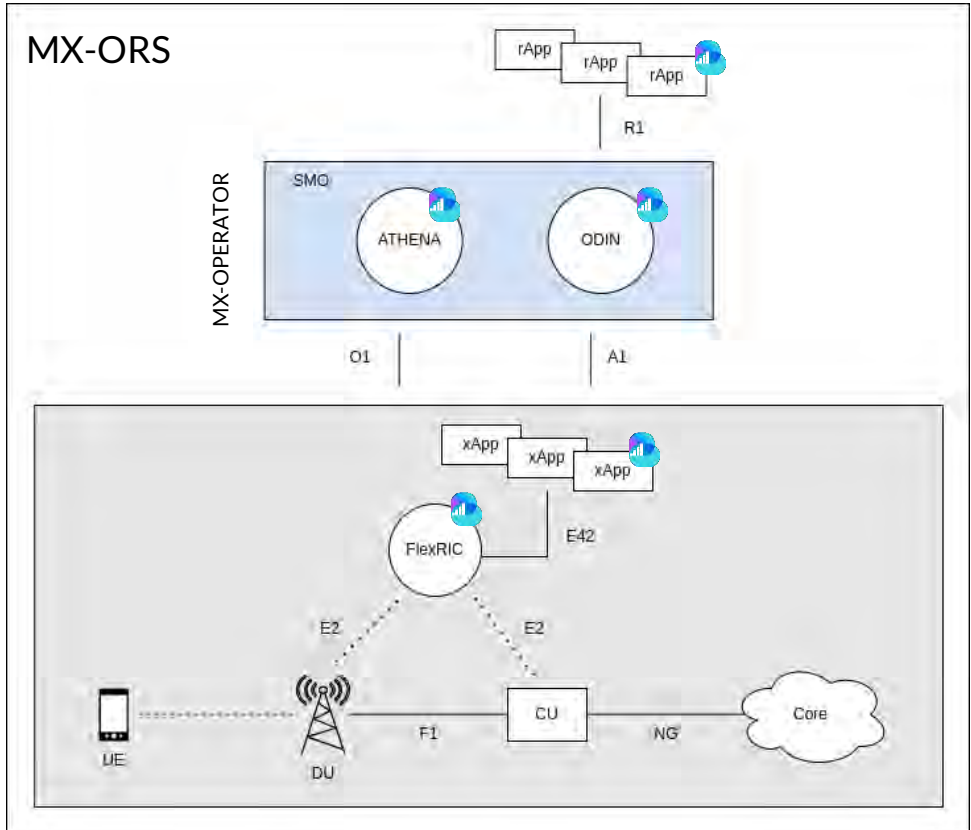 MX-ORS
rApp
rApp
rApp
R1
MX-OPERATOR
SMO
ATHENA
ODIN
O1
A1
xApp
xApp
xApp
FlexRIC
E42
E2
E2
UE
DU
F1
CU
NG
Core